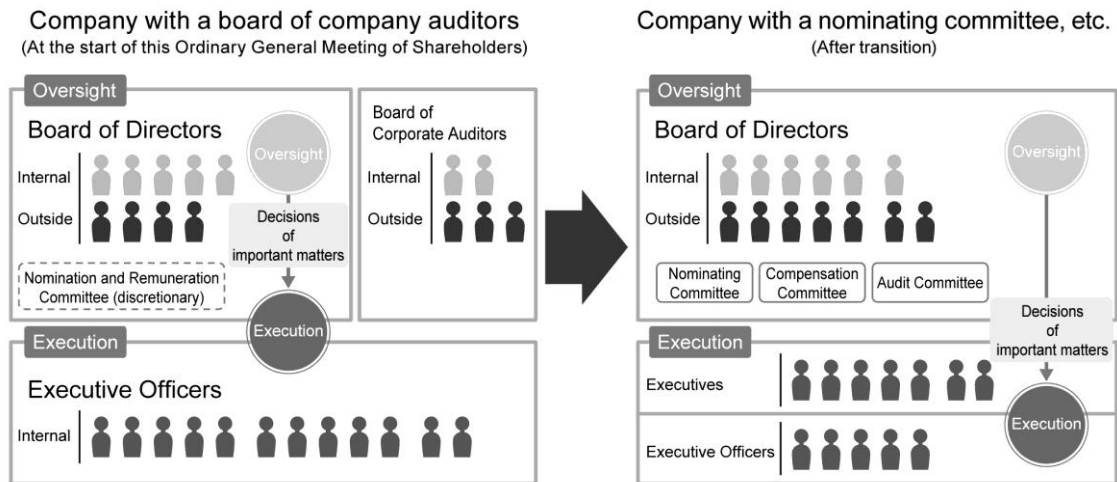 Company with a board of company auditors
(At the start of this Ordinary General Meeting of Shareholders)
Oversight
Board of Directors
Internal
Outside
Oversight
Decisions
of
important matters
Nomination and Remuneration
Committee (discretionary)
Execution
Board of
Corporate Auditors
Internal
Outside
Execution
Executive Officers
Internal
Company with a nominating committee, etc.
(After transition)
Oversight
Board of Directors
Internal
Outside
Oversight
Nominating
Committee
Compensation
Committee
Audit Committee
Decisions
of
important matters
Execution
Executives
Execution
Executive Officers